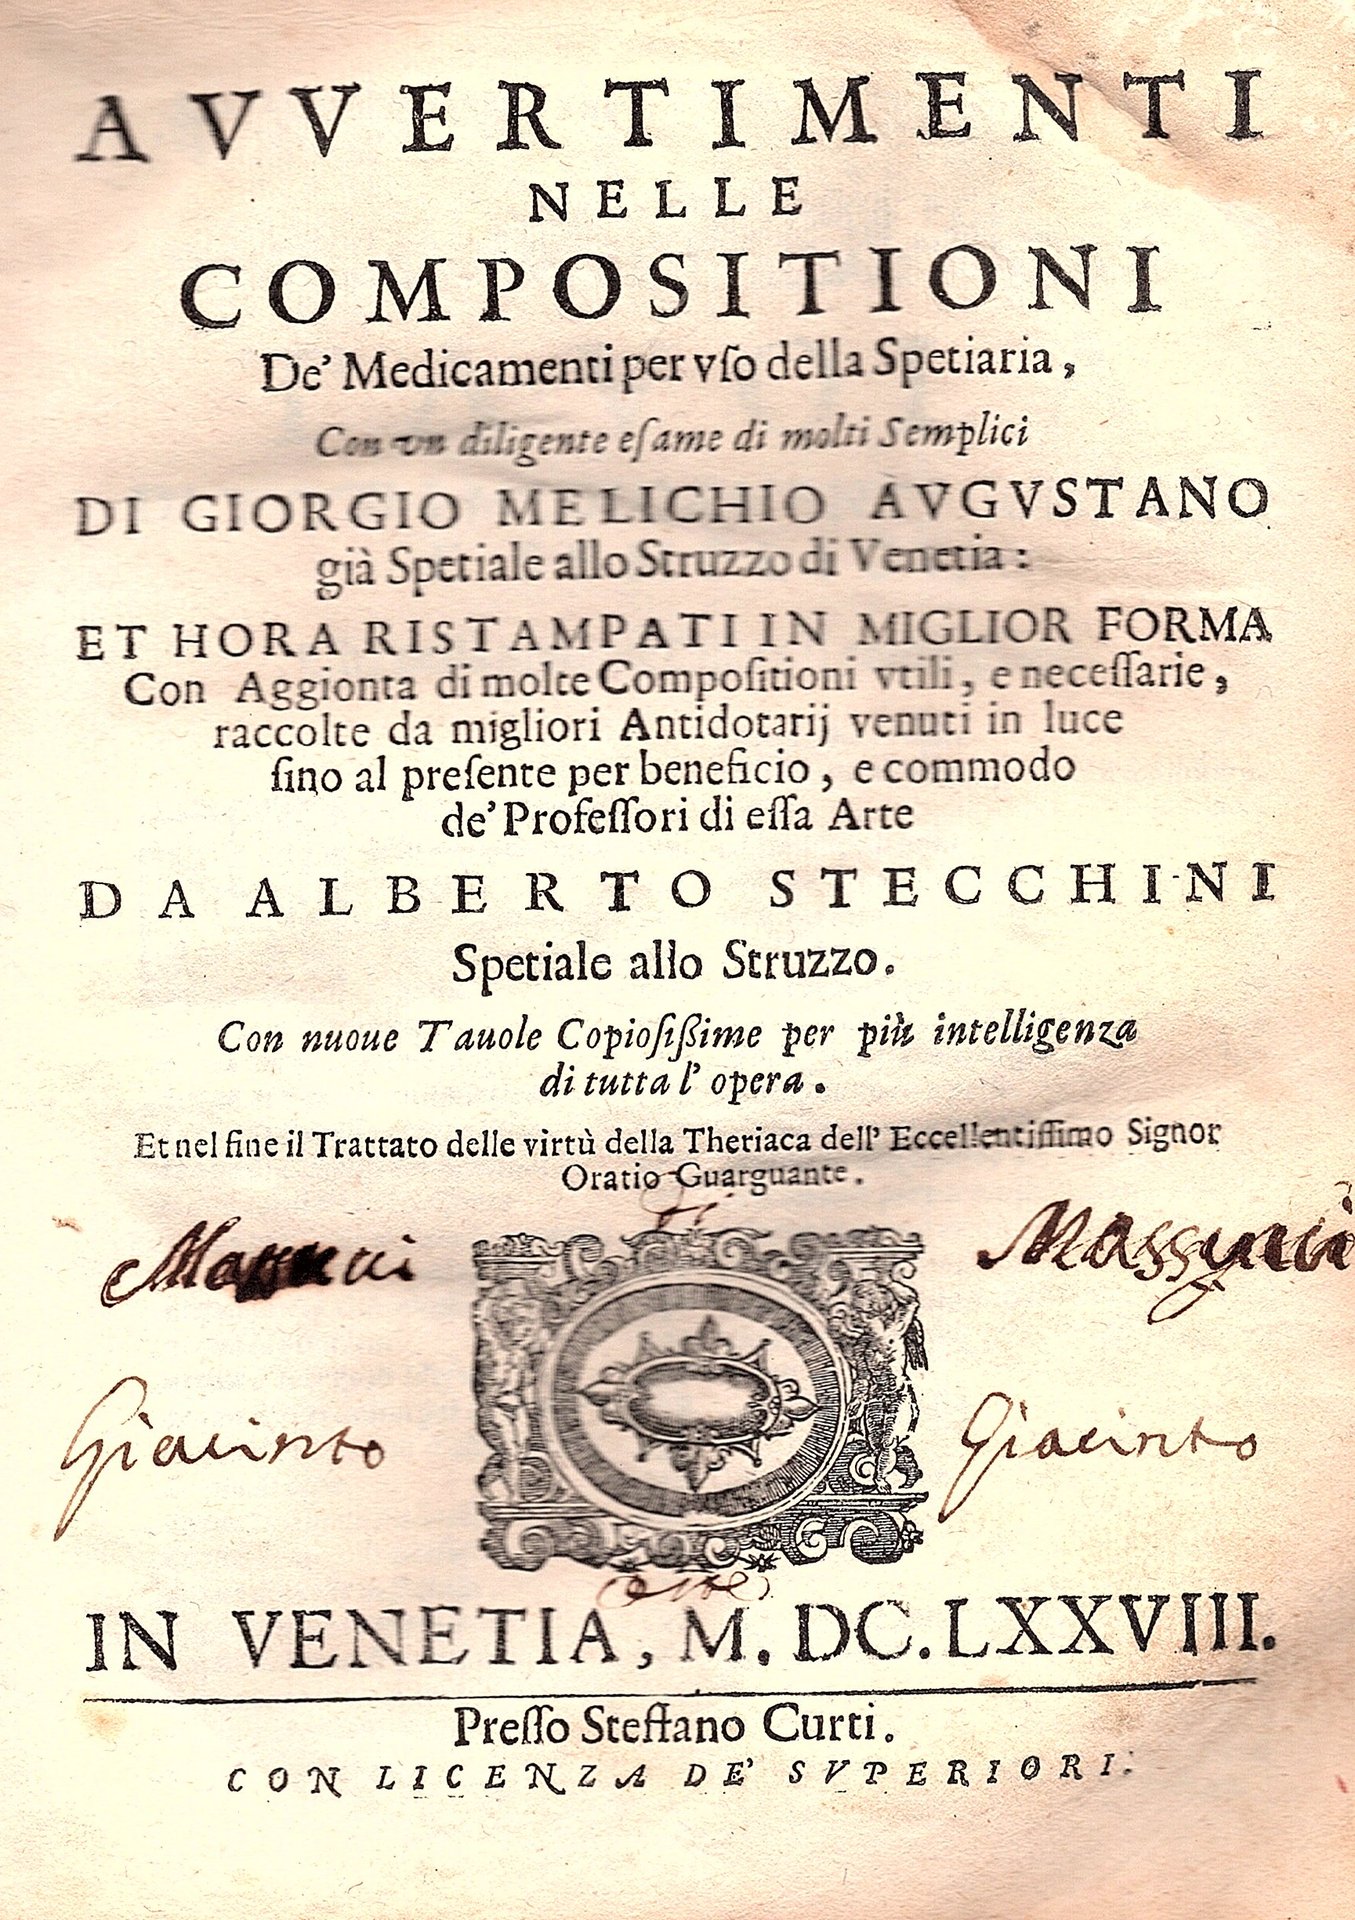 AVVERTIMENTI
NELLE
COMPOSITIONI
De' Medicamenti per vſo della Spetiaria,
Con vn diligente eſame di molti Semplici
DI GIORGIO MELICHIO AVGVSTANO
già Spetiale allo Struzzo di Venetia:
ET HORA RISTAMPATI IN MIGLIOR FORMA
Con Aggionta di molte Compoſitioni vtili, e neceſſarie,
raccolte da migliori Antidotarij venuti in luce
ſino al preſente per beneficio, e commodo
de' Profeſſori di eſſa Arte
DA ALBERTO STECCHINI
Spetiale allo Struzzo.
Con nuoue Tauole Copioſißime per più intelligenza
di tutta l' opera.
Et nel fine il Trattato delle virtù della Theriaca dell' Eccellentiſſimo Signor
Oratio Guarguante.
Giacinto Giacinto
IN VENETIA, M. DC. LXXVIII.
Preſſo Steffano Curti.
CON LICENZA DE' SVPERIORI.